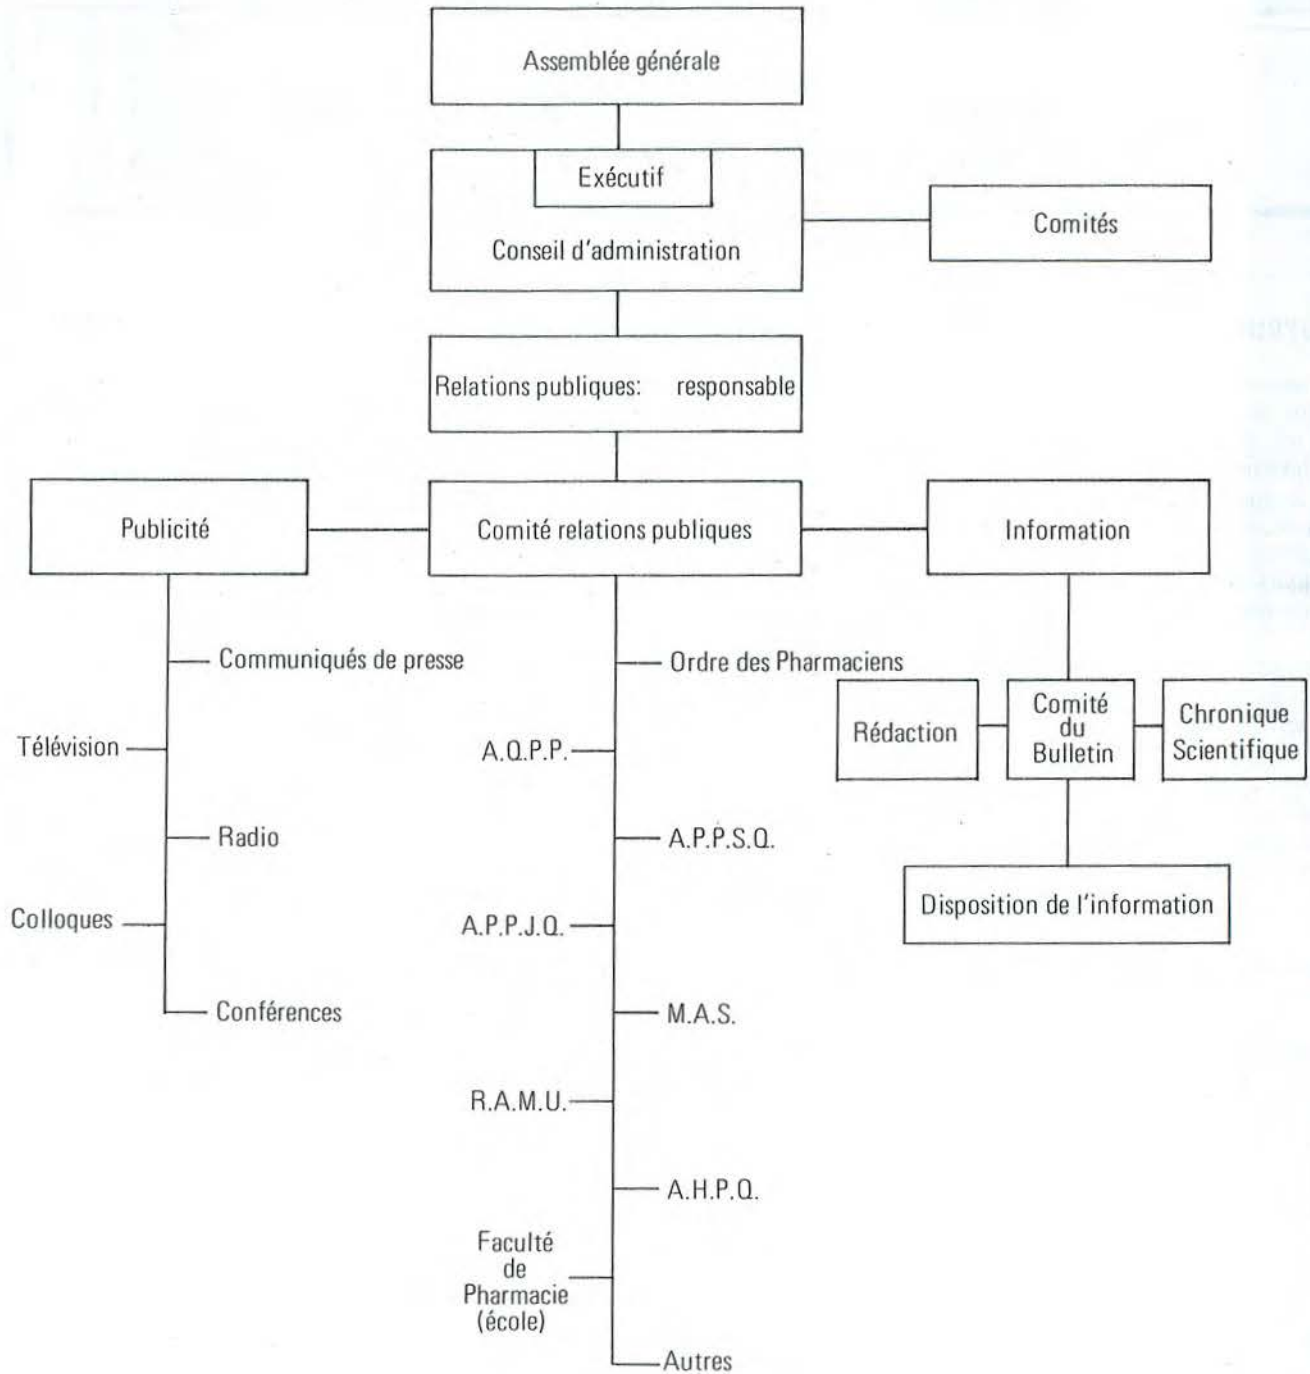 Assemblée générale
Exécutif
Conseil d'administration
Comités
Relations publiques: responsable
Publicité
Comité relations publiques
Information
Communiqués de presse
Télévision
Radio
Colloques
Conférences
Ordre des Pharmaciens
A.Q.P.P.
A.P.P.S.Q.
A.P.P.J.Q.
M.A.S.
R.A.M.U.
A.H.P.Q.
Faculté
de
Pharmacie
(école)
Autres
Rédaction
Comité
du
Bulletin
Chronique
Scientifique
Disposition de l'information